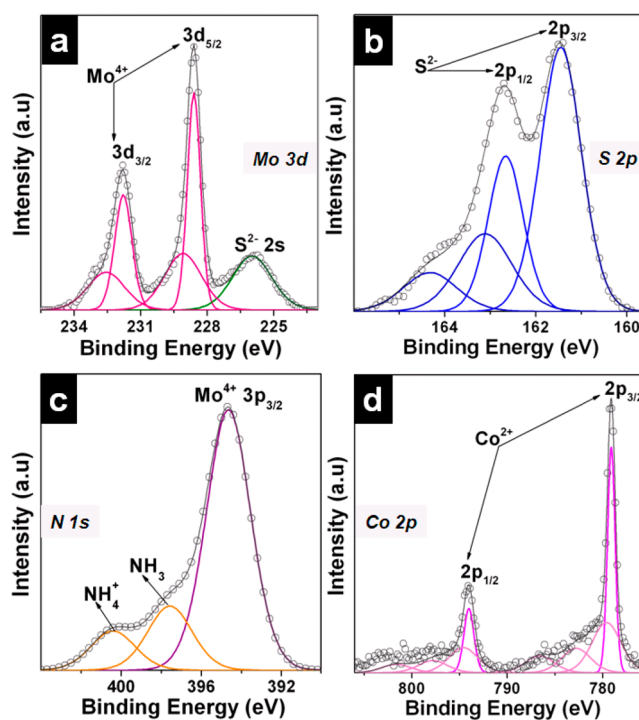 a
3d5/2
Mo4+
3d3/2
Mo 3d
S2- 2s
Intensity (a.u)
234 231 228 225
Binding Energy (eV)
b
2p3/2
S2-
2p1/2
S 2p
Intensity (a.u)
164 162 160
Binding Energy (eV)
c
Mo4+ 3p3/2
N 1s
NH3
NH4+
Intensity (a.u)
400 396 392
Binding Energy (eV)
d
2p3/2
Co2+
Co 2p
2p1/2
Intensity (a.u)
800 790 780
Binding Energy (eV)